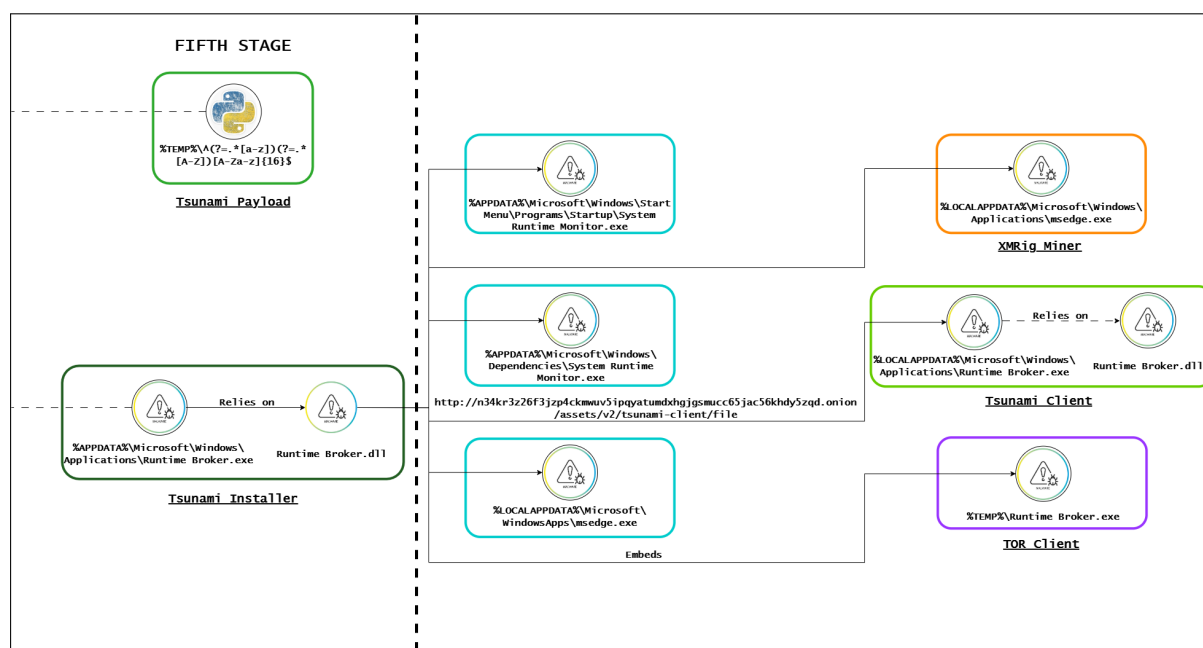 FIFTH STAGE
%TEMP%\^(?=.*[a-z])(?=.*
[A-Z])[A-Za-z]{16}$
Tsunami Payload
%APPDATA%\Microsoft\Windows\
Applications\Runtime Broker.exe
Relies on
Runtime Broker.dll
Tsunami Installer
%APPDATA%\Microsoft\Windows\Start
Menu\Programs\Startup\System
Runtime Monitor.exe
%APPDATA%\Microsoft\Windows\
Dependencies\System Runtime
Monitor.exe
http://n34kr3z26f3jzp4ckmwuv5ipqyatumdxhgjgsmucc65jac56khdy5zqd.onion
/assets/v2/tsunami-client/file
%LOCALAPPDATA%\Microsoft\
WindowsApps\msedge.exe
Embeds
%LOCALAPPDATA%\Microsoft\Windows\
Applications\msedge.exe
XMRig Miner
Relies on
%LOCALAPPDATA%\Microsoft\Windows\
Applications\Runtime Broker.exe
Runtime Broker.dll
Tsunami Client
%TEMP%\Runtime Broker.exe
TOR Client